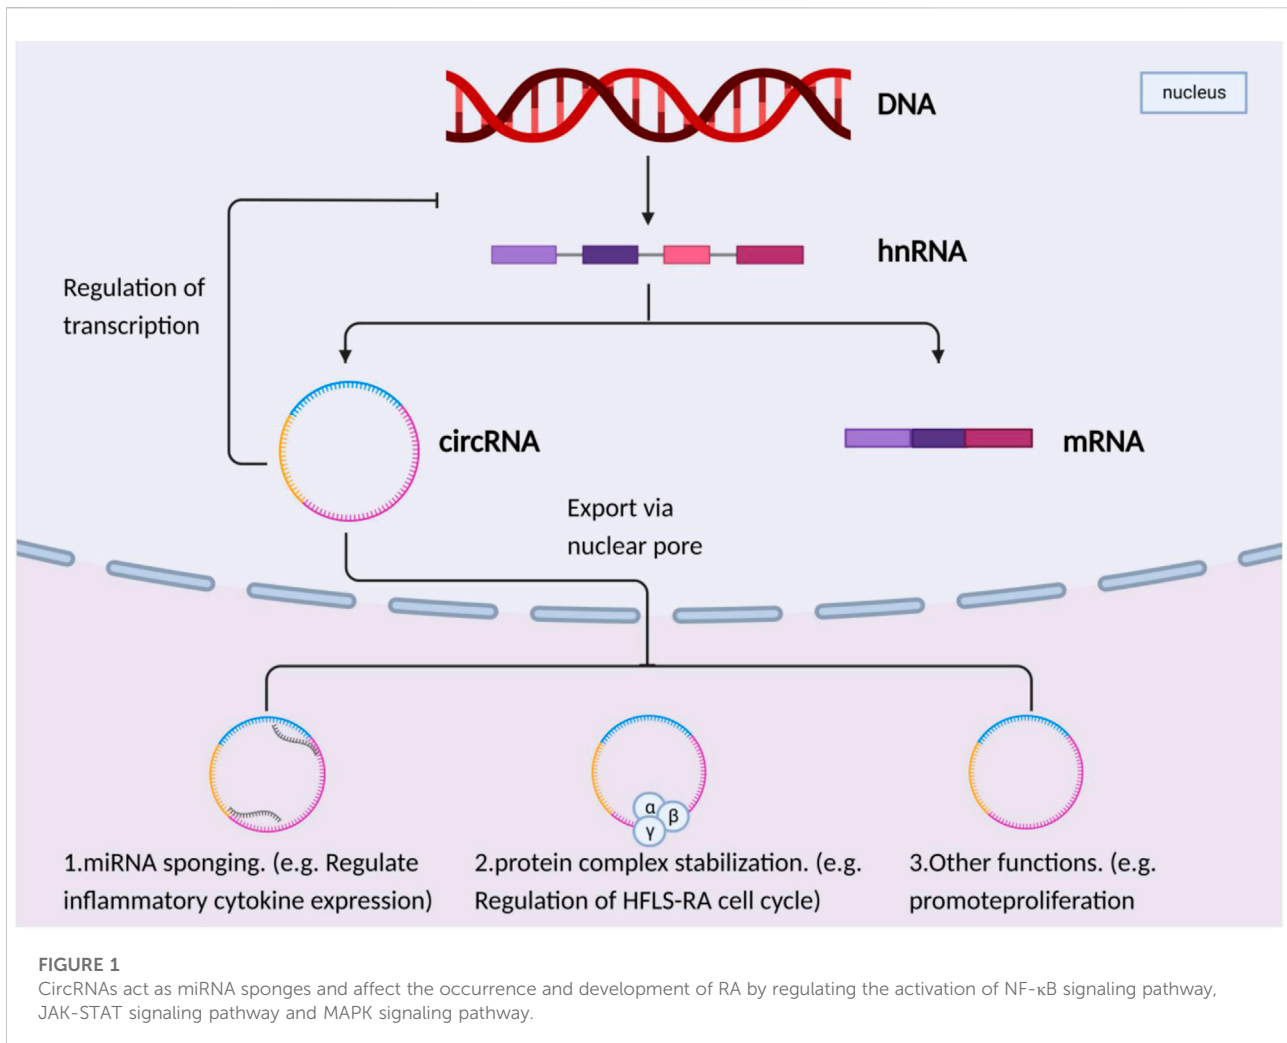 DNA
nucleus
hnRNA
Regulation of
transcription
circRNA
mRNA
Export via
nuclear pore
α
β
γ
1.miRNA sponging. (e.g. Regulate
inflammatory cytokine expression)
2.protein complex stabilization. (e.g.
Regulation of HFLS-RA cell cycle)
3.Other functions. (e.g.
promoteproliferation
FIGURE 1
CircRNAs act as miRNA sponges and affect the occurrence and development of RA by regulating the activation of NF-κB signaling pathway,
JAK-STAT signaling pathway and MAPK signaling pathway.